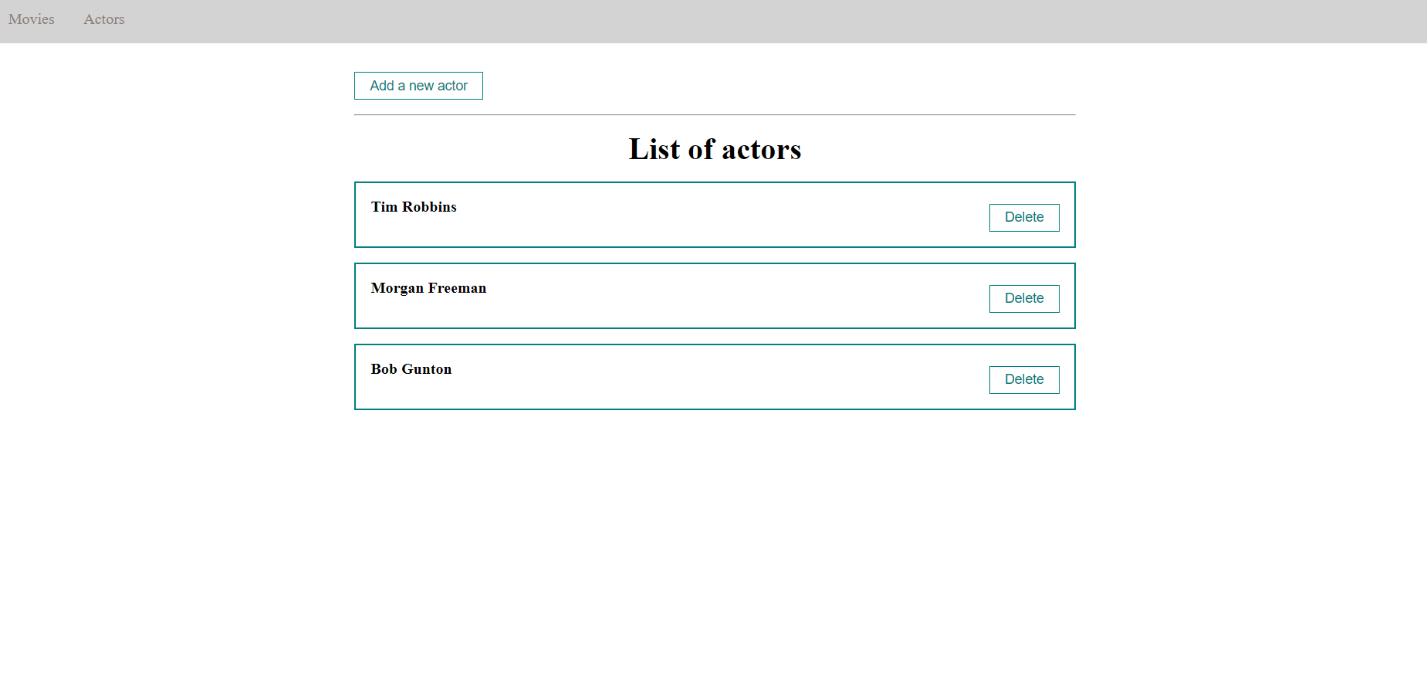 Movies Actors
Add a new actor
List of actors
Tim Robbins
Delete
Morgan Freeman
Delete
Bob Gunton
Delete